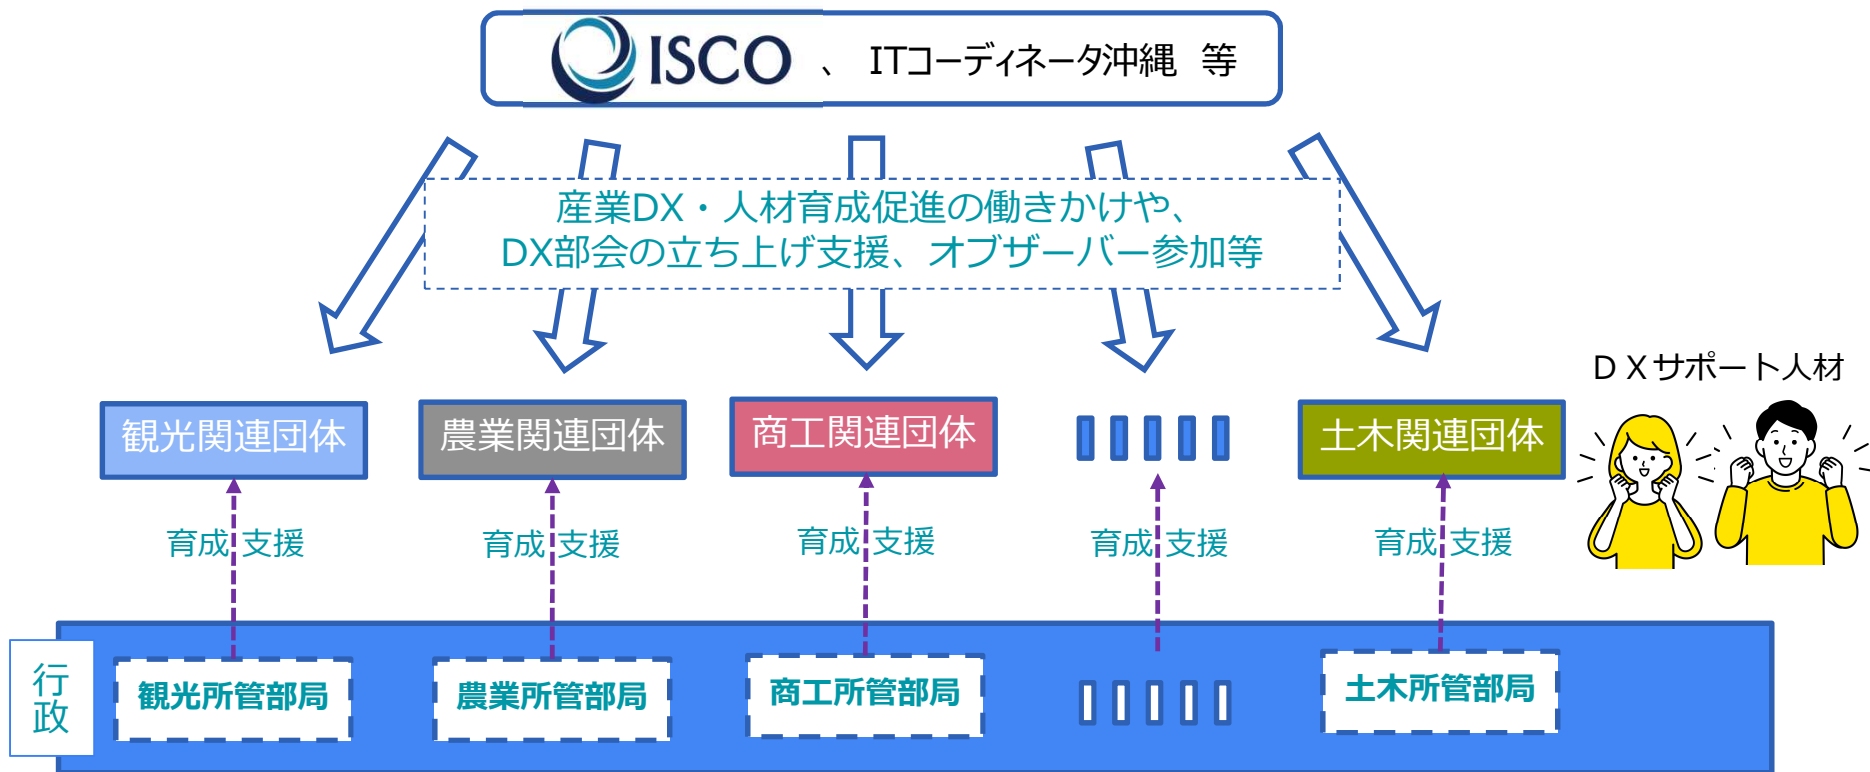 ISCO 、 ITコーディネータ沖縄 等
産業DX・人材育成促進の働きかけや、
DX部会の立ち上げ支援、オブザーバー参加等
ＤＸサポート人材
観光関連団体
農業関連団体
商工関連団体
土木関連団体
育成 支援
育成 支援
育成 支援
育成 支援
育成 支援
行政
観光所管部局
農業所管部局
商工所管部局
土木所管部局